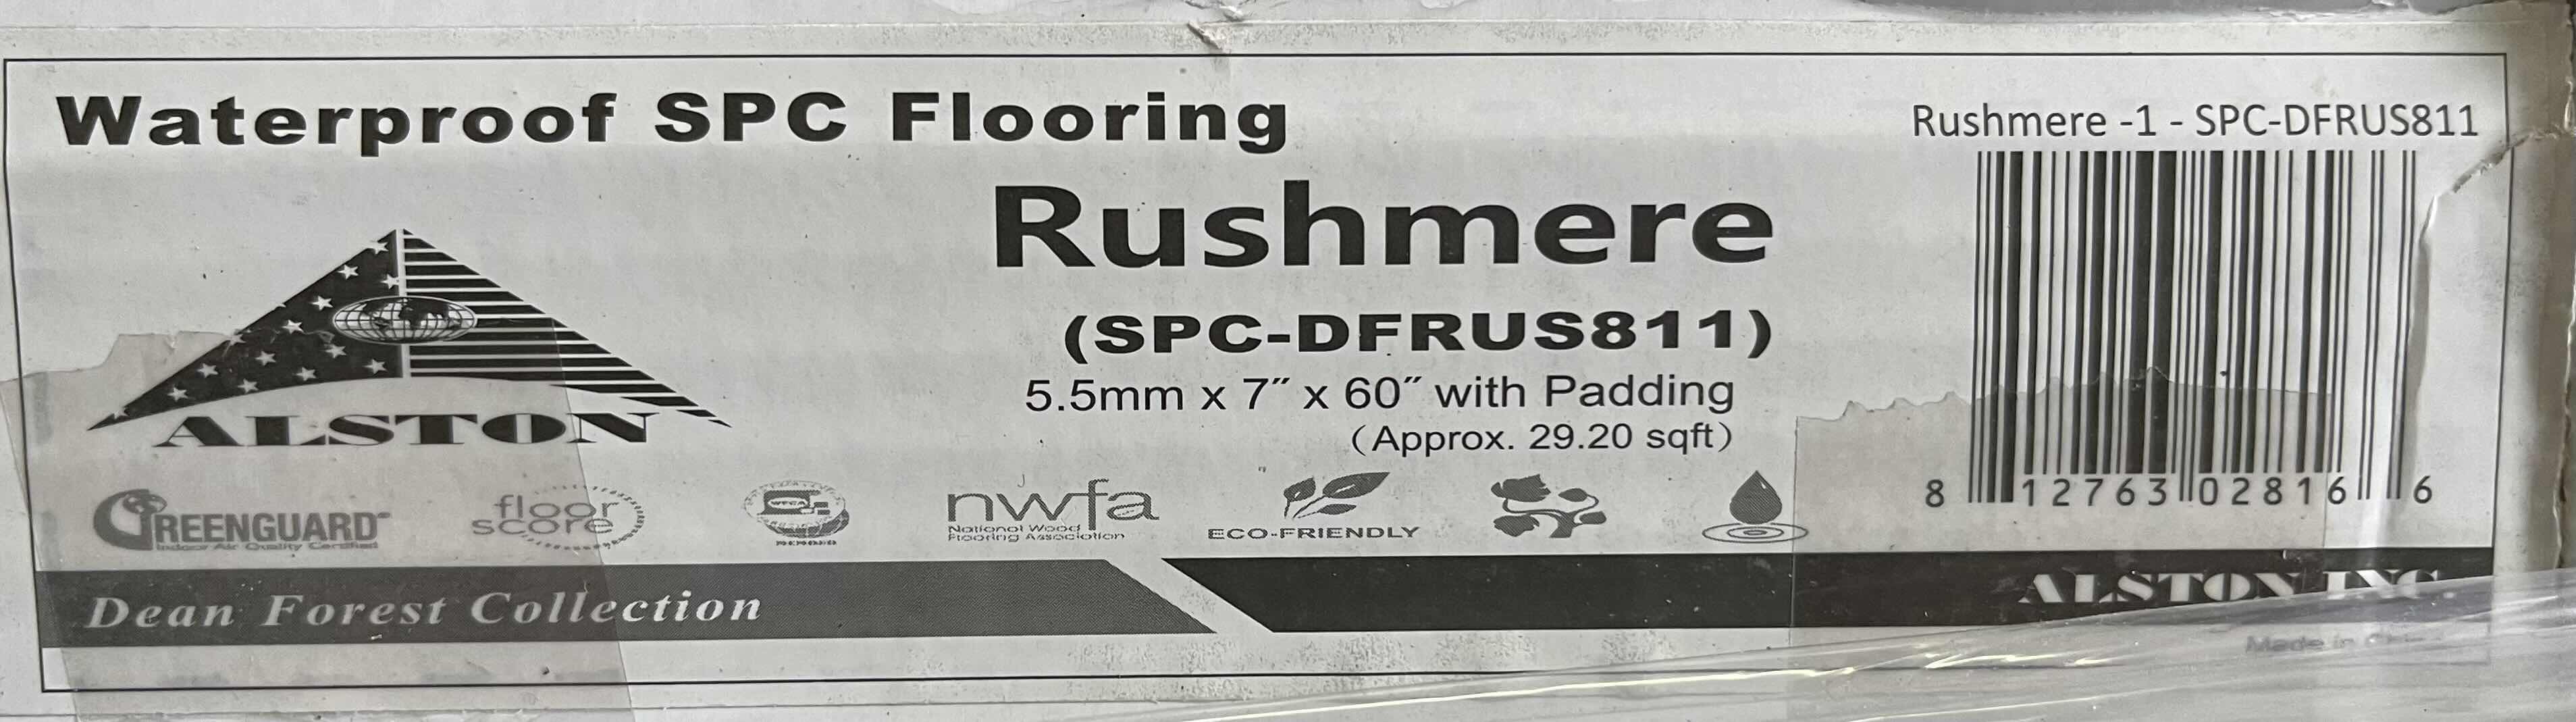 Waterproof SPC Flooring
Rushmere -1 - SPC-DFRUS811
Rushmere
(SPC-DFRUS811)
5.5mm x 7″ x 60″ with Padding
(Approx. 29.20 sqft)
ALSTON
GREENGUARD
Indoor Air Quality Certified
floor
score
nwfa
National Wood
Flooring Association
ECO-FRIENDLY
8 12763 02816 6
Dean Forest Collection
ALSTON INC.
Made in